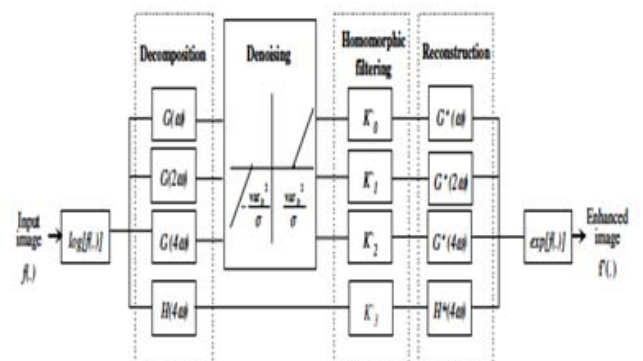 Decomposition
Denoising
Homomorphic
filtering
Reconstruction
G(ω)
K₀
G*(ω)
G(2ω)
K₁
G*(2ω)
Input
image
f(.)
log[f(.)]
G(4ω)
K₂
G*(4ω)
exp[f(.)]
Enhanced
image
f'(.)
H(4ω)
K₃
H*(4ω)